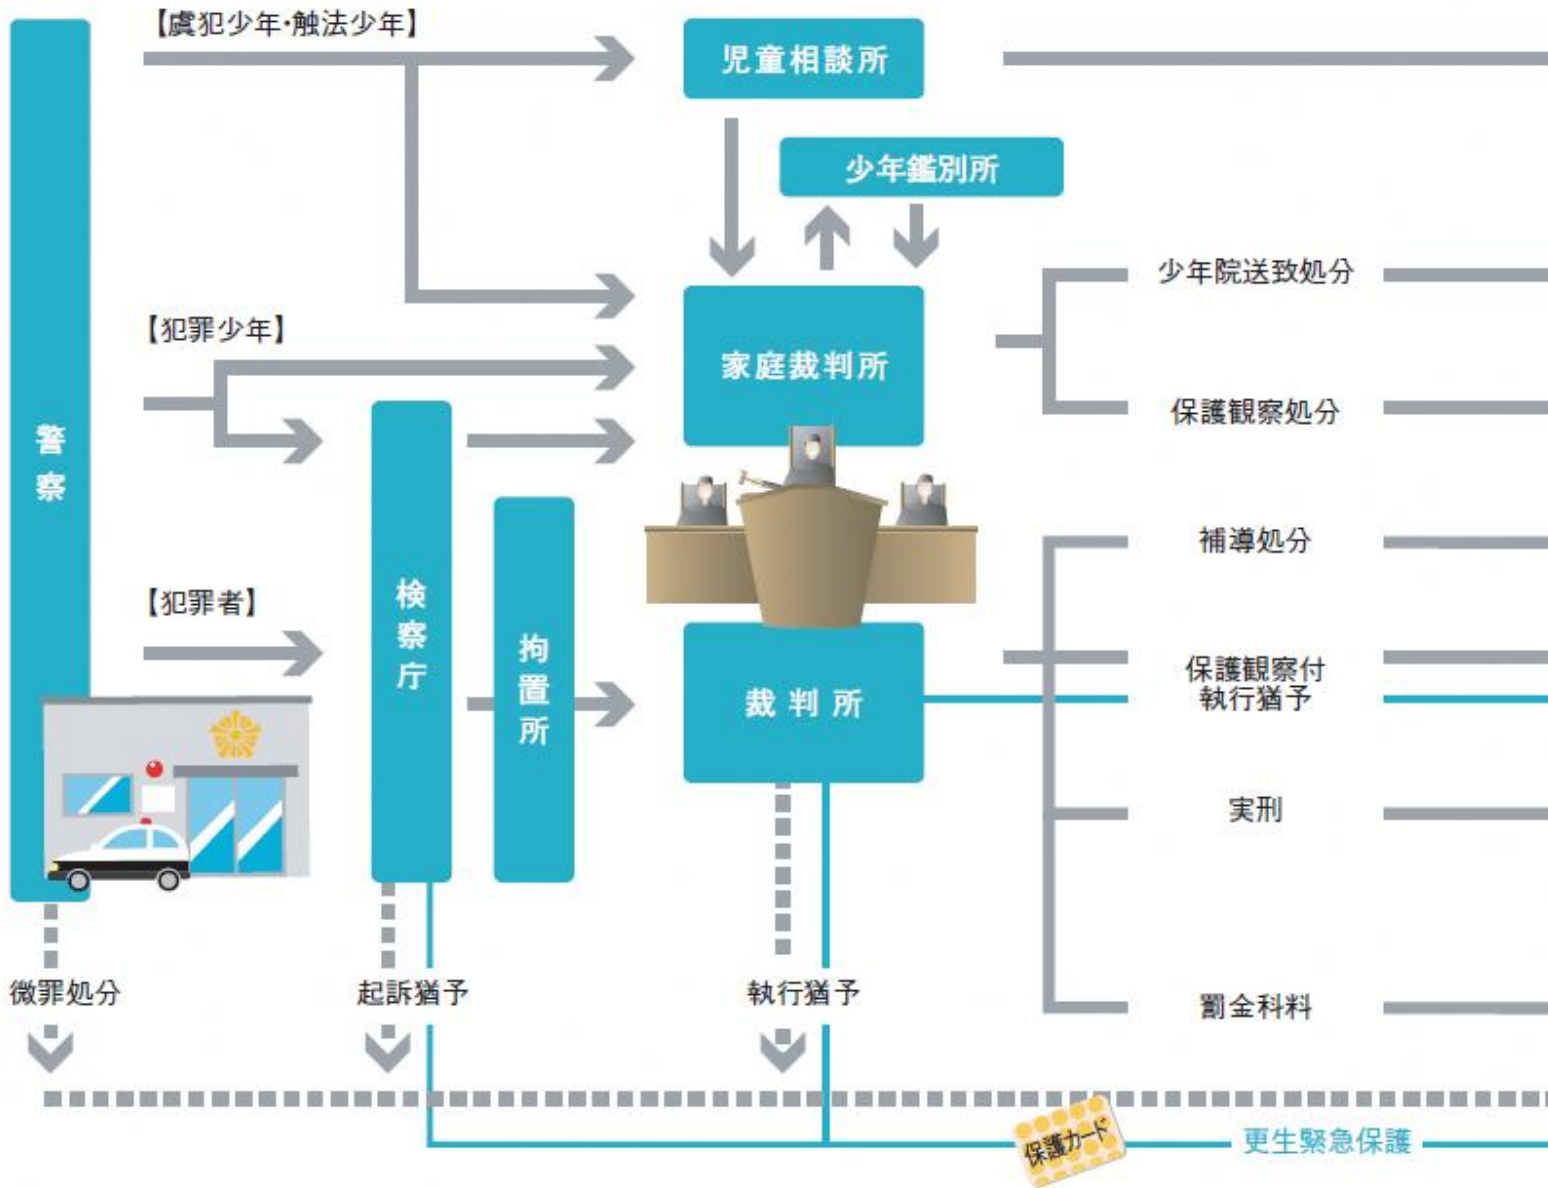 【虞犯少年・触法少年】
児童相談所
少年鑑別所
少年院送致処分
【犯罪少年】
家庭裁判所
保護観察処分
警察
補導処分
検察庁
【犯罪者】
拘置所
保護観察付
執行猶予
裁判所
実刑
微罪処分
起訴猶予
執行猶予
罰金科料
保護カード
更生緊急保護